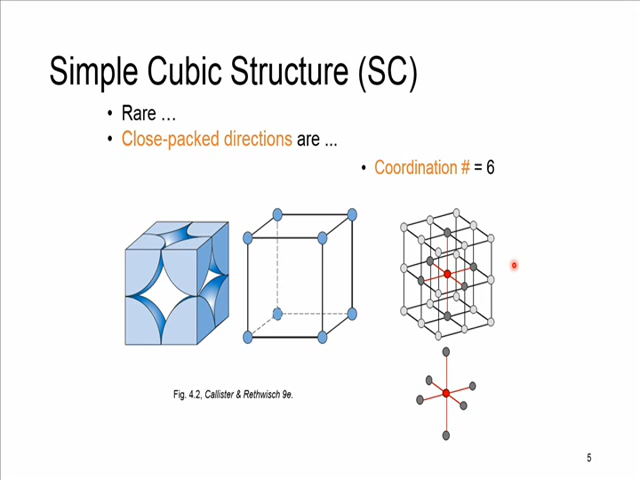 Simple Cubic Structure (SC)
• Rare …
• Close-packed directions are ...
• Coordination # = 6
Fig. 4.2, Callister & Rethwisch 9e.
5